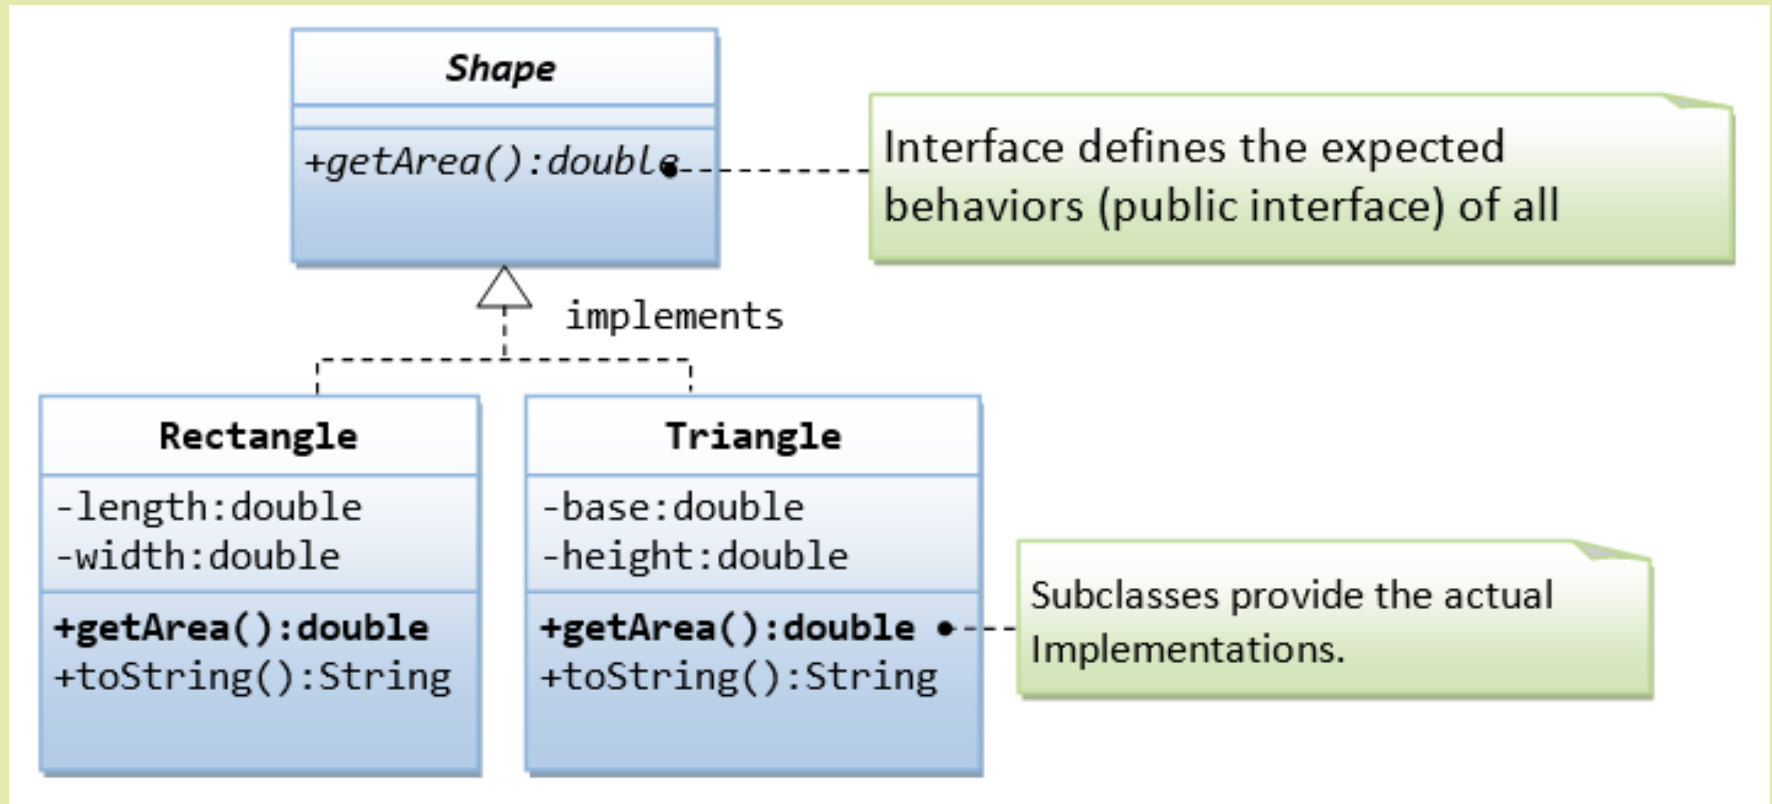 Shape
+getArea():double
Interface defines the expected
behaviors (public interface) of all
implements
Rectangle
-length:double
-width:double
+getArea():double
+toString():String
Triangle
-base:double
-height:double
+getArea():double
+toString():String
Subclasses provide the actual
Implementations.